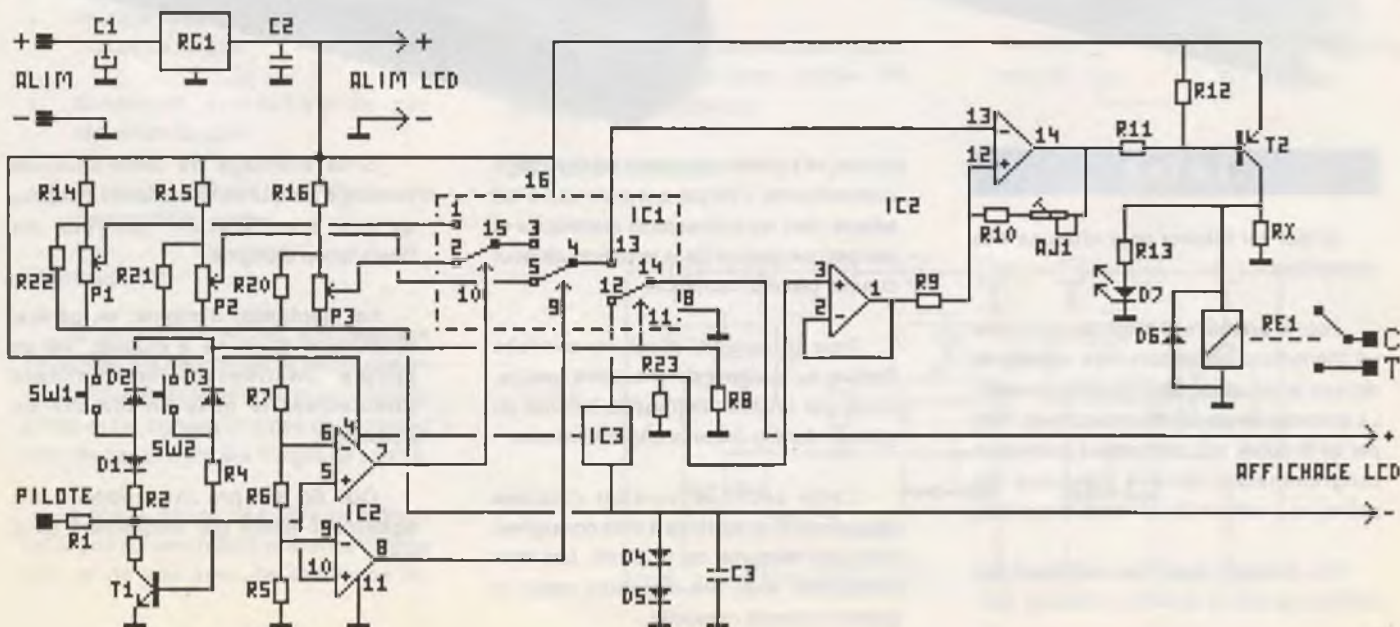 C1
RG1
C2
+
+
ALIM
ALIM LCD
-
-
R12
13
-
14
R11
12
+
T2
R14
R15
R16
16
IC1
IC2
1
15
3
2
4
13
5
14
12
10
9
11
8
R10
AJ1
R13
RX
R22
P1
R21
P2
R20
P3
3
+
1
R9
2
-
D7
D6
RE1
C
T
R23
SW1
D2
D3
R7
R8
SW2
4
6
-
7
5
+
IC3
D1
R4
+
AFFICHAGE LCD
-
PILOTE
R2
R6
IC2
R1
9
-
8
10
+
11
T1
R5
D4
D5
C3